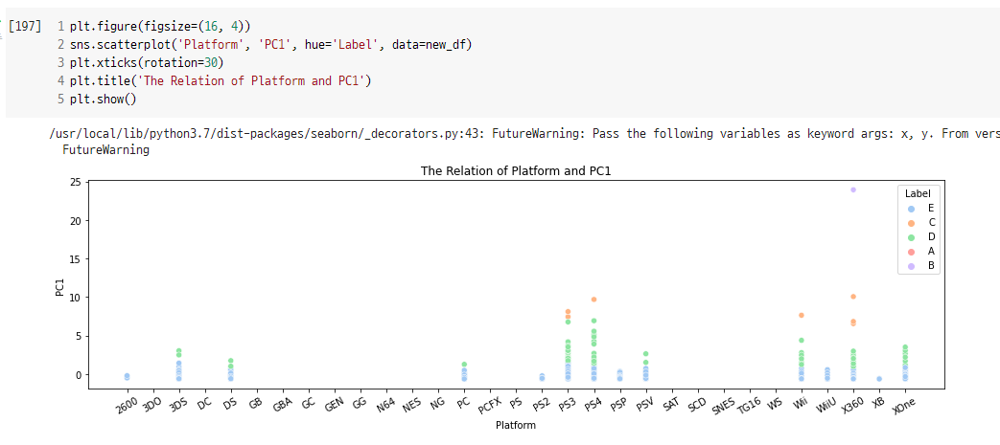 [197]
1 plt.figure(figsize=(16, 4))
2 sns.scatterplot('Platform', 'PC1', hue='Label', data=new_df)
3 plt.xticks(rotation=30)
4 plt.title('The Relation of Platform and PC1')
5 plt.show()
/usr/local/lib/python3.7/dist-packages/seaborn/_decorators.py:43: FutureWarning: Pass the following variables as keyword args: x, y. From vers
FutureWarning
The Relation of Platform and PC1
25
20
15
10
5
0
PC1
Label
E
C
D
A
B
2600 3DO 3DS DC DS GB GBA GC GEN GG N64 NES NG PC PCFX PS PS2 PS3 PS4 PSP PSV SAT SCD SNES TG16 WS Wii WiiU X360 XB XOne
Platform